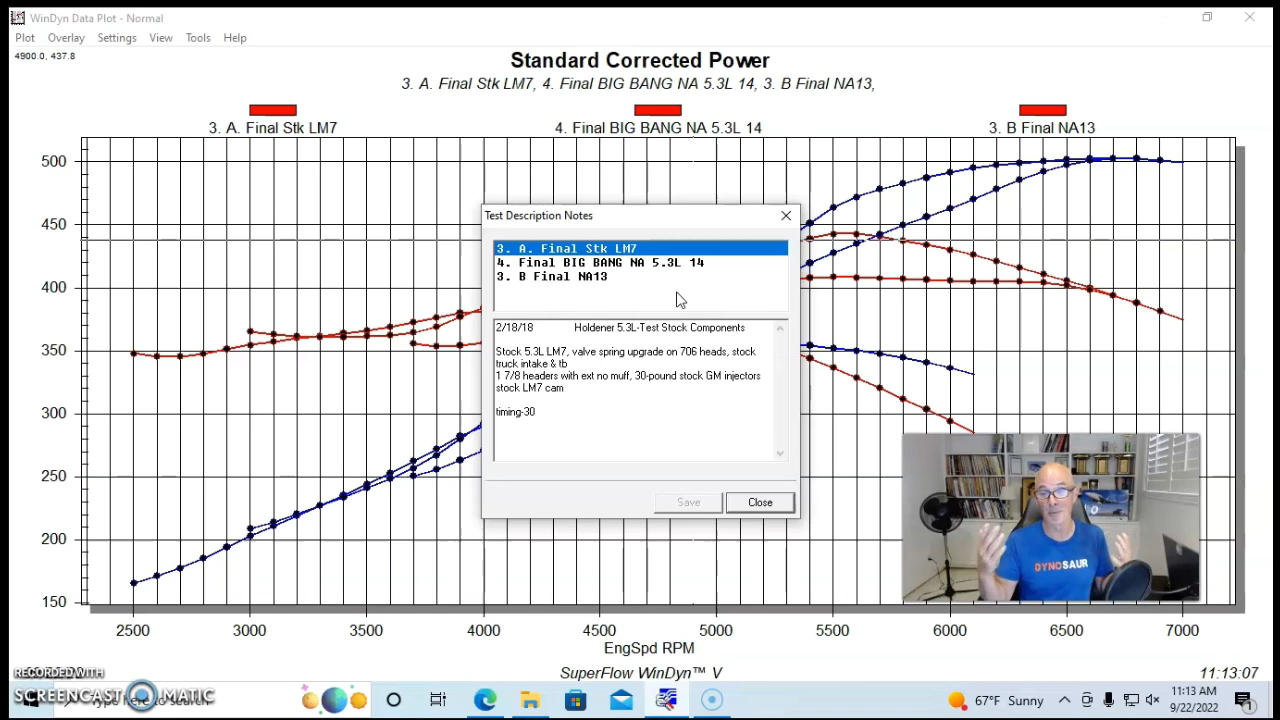 WinDyn Data Plot - Normal
Plot Overlay Settings View Tools Help
4900.0, 437.8
Standard Corrected Power
3. A. Final Stk LM7, 4. Final BIG BANG NA 5.3L 14, 3. B Final NA13,
3. A. Final Stk LM7
4. Final BIG BANG NA 5.3L 14
3. B Final NA13
500
450
400
350
300
250
200
150
Test Description Notes
3. A. Final Stk LM7
4. Final BIG BANG NA 5.3L 14
3. B Final NA13
2/18/18 Holdener 5.3L-Test Stock Components
Stock 5.3L LM7, valve spring upgrade on 706 heads, stock
truck intake & tb
1 7/8 headers with ext no muff, 30-pound stock GM injectors
stock LM7 cam
timing-30
Save Close
DYNOSAUR
2500 3000 3500 4000 4500 5000 5500 6000 6500 7000
EngSpd RPM
SuperFlow WinDyn™ V
11:13:07
RECORDED WITH
SCREENCAST MATIC
Type here to search
67°F Sunny
11:13 AM
9/22/2022
1